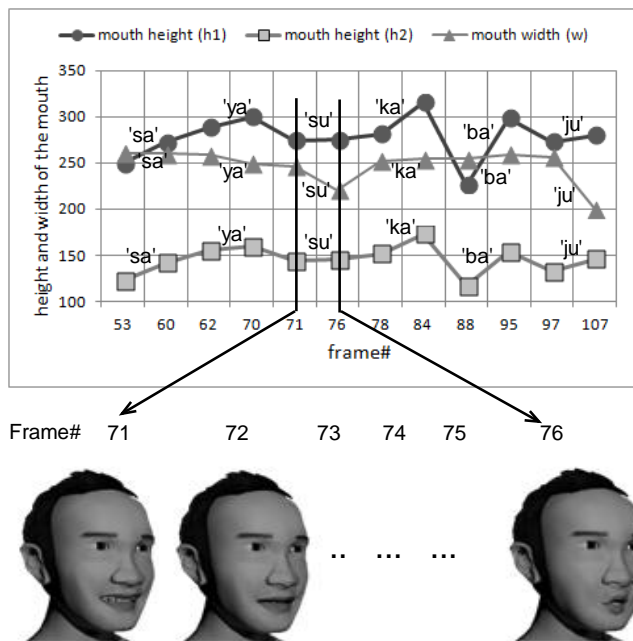 mouth height (h1) mouth height (h2) mouth width (w)
height and width of the mouth
350
300
250
200
150
100
'sa' 'ya' 'su' 'ka' 'ba' 'ju'
'sa' 'ya' 'su' 'ka' 'ba' 'ju'
'sa' 'ya' 'su' 'ka' 'ba' 'ju'
53 60 62 70 71 76 78 84 88 95 97 107
frame#
Frame# 71 72 73 74 75 76
.. ... ...